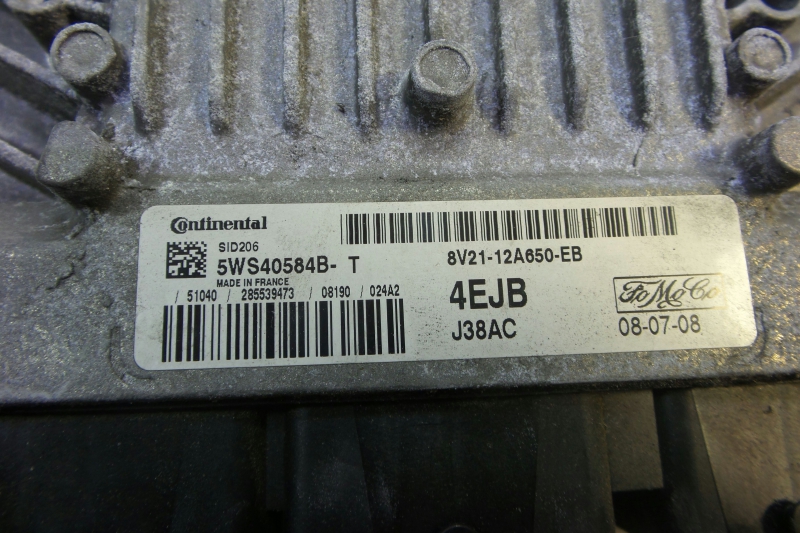 Continental
SID206
5WS40584B- T
MADE IN FRANCE
/ 51040 / 285539473 / 08190 / 024A2
8V21-12A650-EB
4EJB
FoMoCo
J38AC
08-07-08